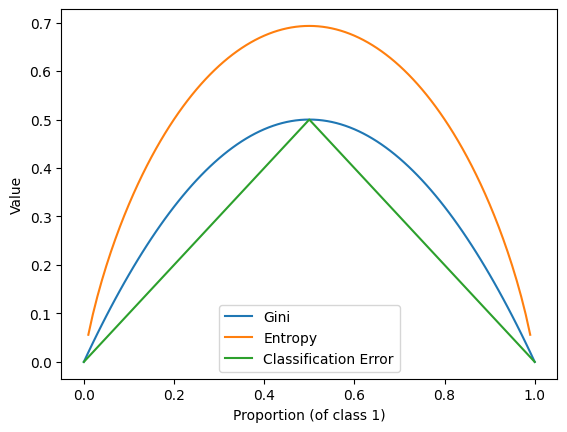 0.7
0.6
0.5
0.4
0.3
0.2
0.1
0.0
Value
Gini
Entropy
Classification Error
0.0 0.2 0.4 0.6 0.8 1.0
Proportion (of class 1)